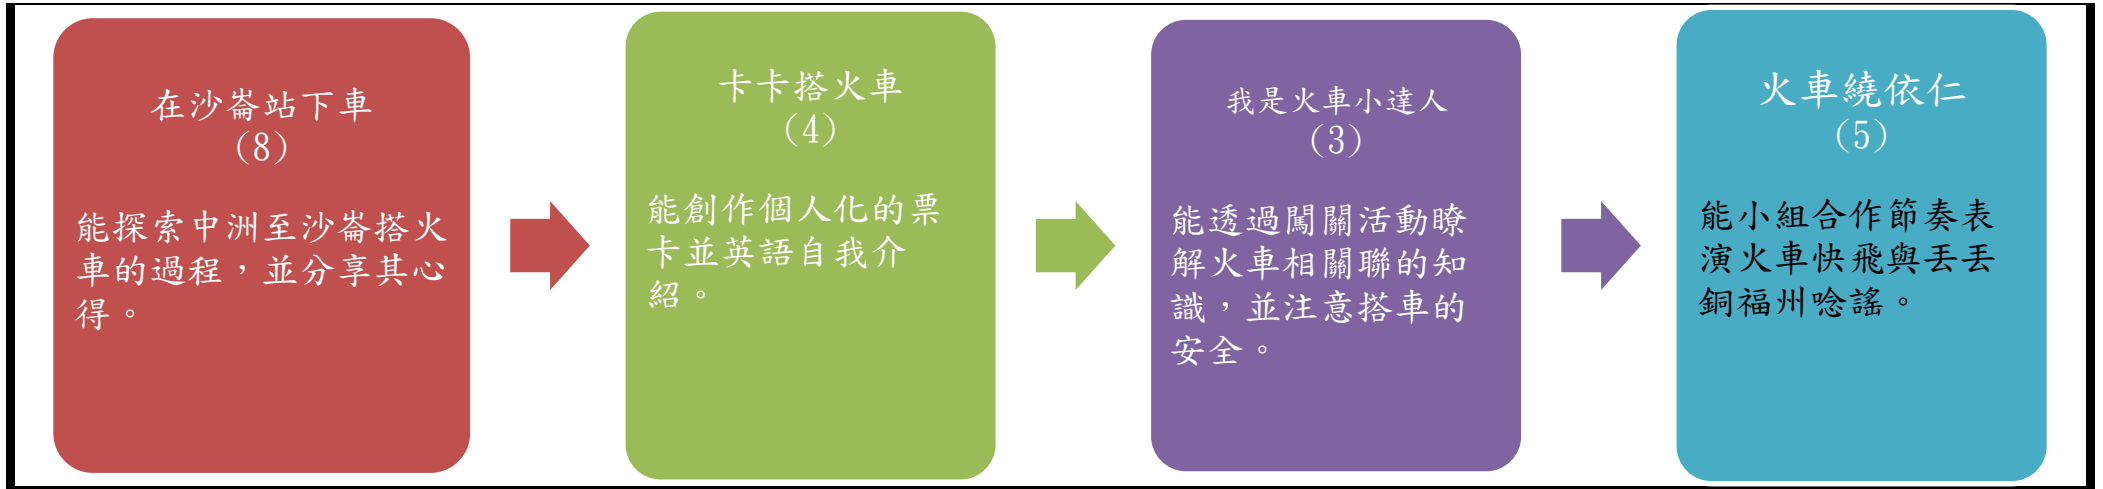 在沙崙站下車
(8)
能探索中洲至沙崙搭火
車的過程，並分享其心
得。
卡卡搭火車
(4)
能創作個人化的票
卡並英語自我介
紹。
我是火車小達人
(3)
能透過闖關活動瞭
解火車相關聯的知
識，並注意搭車的
安全。
火車繞依仁
(5)
能小組合作節奏表
演火車快飛與丟丟
銅福州唸謠。